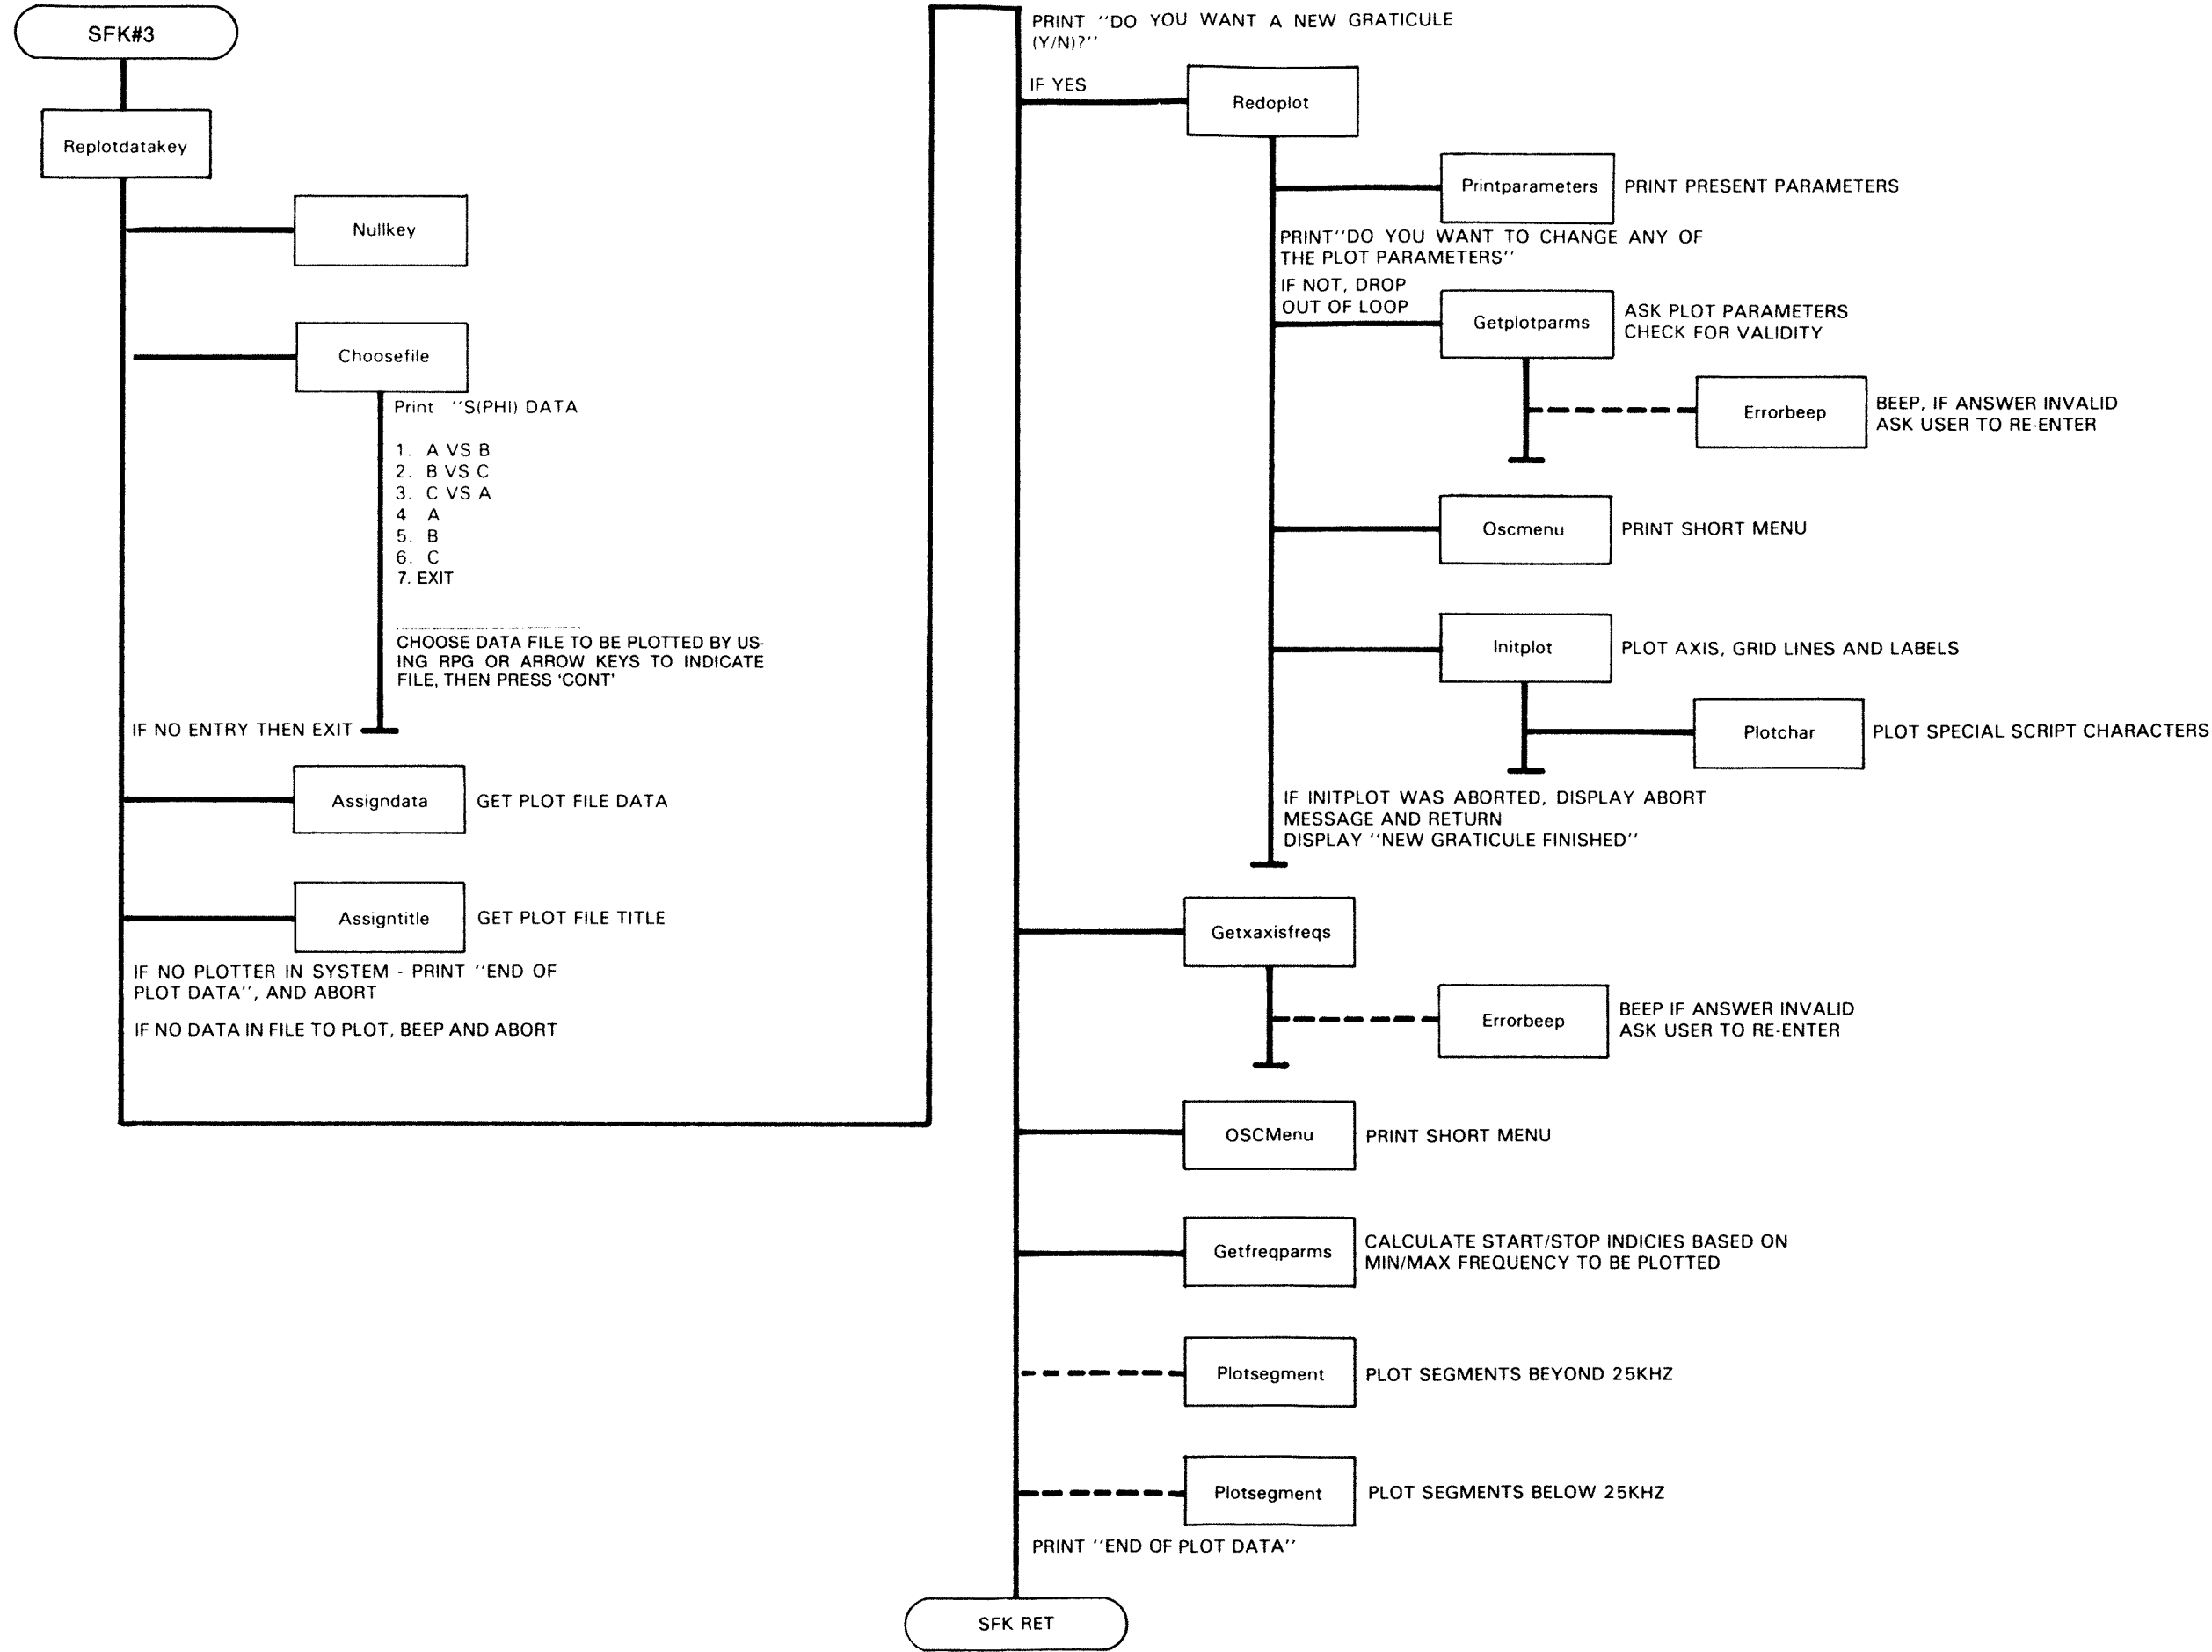 SFK#3
Replotdatakey
Nullkey
Choosefile
Print ''S(PHI) DATA
1. A VS B
2. B VS C
3. C VS A
4. A
5. B
6. C
7. EXIT
CHOOSE DATA FILE TO BE PLOTTED BY US-
ING RPG OR ARROW KEYS TO INDICATE
FILE, THEN PRESS 'CONT'
IF NO ENTRY THEN EXIT
Assigndata
GET PLOT FILE DATA
Assigntitle
GET PLOT FILE TITLE
IF NO PLOTTER IN SYSTEM - PRINT ''END OF
PLOT DATA'', AND ABORT
IF NO DATA IN FILE TO PLOT, BEEP AND ABORT
PRINT ''DO YOU WANT A NEW GRATICULE
(Y/N)?''
IF YES
Redoplot
Printparameters
PRINT PRESENT PARAMETERS
PRINT''DO YOU WANT TO CHANGE ANY OF
THE PLOT PARAMETERS''
IF NOT, DROP
OUT OF LOOP
Getplotparms
ASK PLOT PARAMETERS
CHECK FOR VALIDITY
Errorbeep
BEEP, IF ANSWER INVALID
ASK USER TO RE-ENTER
Oscmenu
PRINT SHORT MENU
Initplot
PLOT AXIS, GRID LINES AND LABELS
Plotchar
PLOT SPECIAL SCRIPT CHARACTERS
IF INITPLOT WAS ABORTED, DISPLAY ABORT
MESSAGE AND RETURN
DISPLAY ''NEW GRATICULE FINISHED''
Getxaxisfreqs
Errorbeep
BEEP IF ANSWER INVALID
ASK USER TO RE-ENTER
OSCMenu
PRINT SHORT MENU
Getfreqparms
CALCULATE START/STOP INDICIES BASED ON
MIN/MAX FREQUENCY TO BE PLOTTED
Plotsegment
PLOT SEGMENTS BEYOND 25KHZ
Plotsegment
PLOT SEGMENTS BELOW 25KHZ
PRINT ''END OF PLOT DATA''
SFK RET